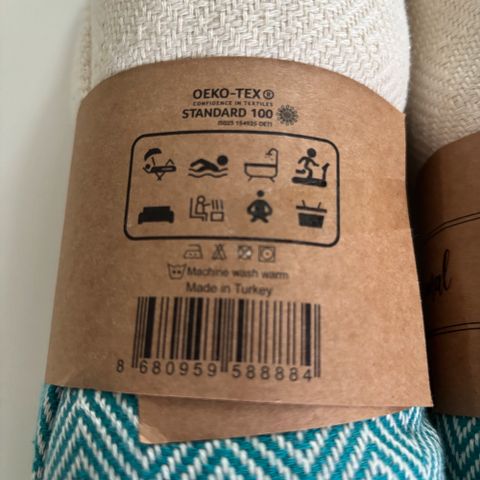 OEKO-TEX®
CONFIDENCE IN TEXTILES
STANDARD 100
Machine wash warm
Made in Turkey
8 680959 588884